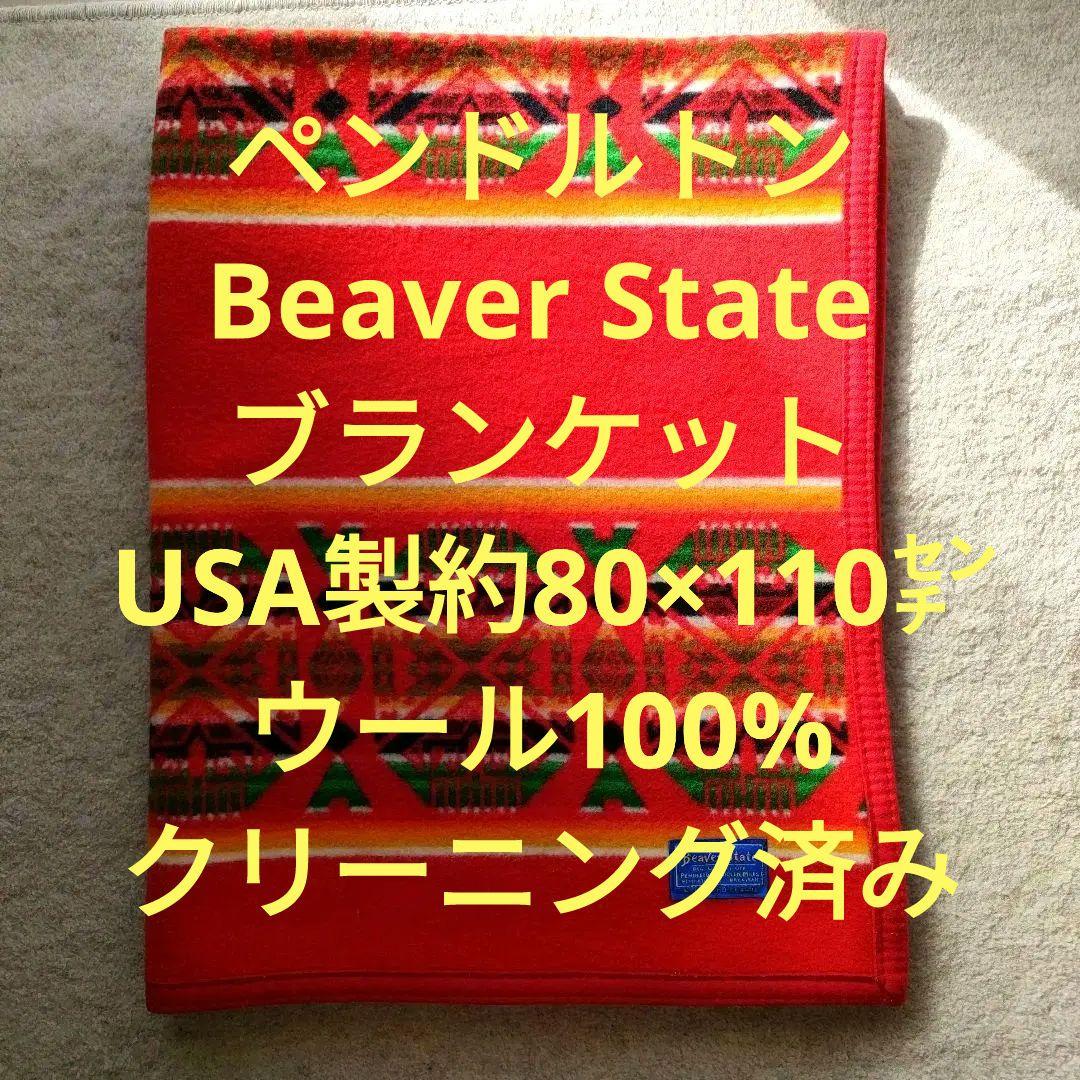 ペンドルトン
Beaver State
ブランケット
USA製約80×110㌢
ウール100%
クリーニング済み
Beaver State